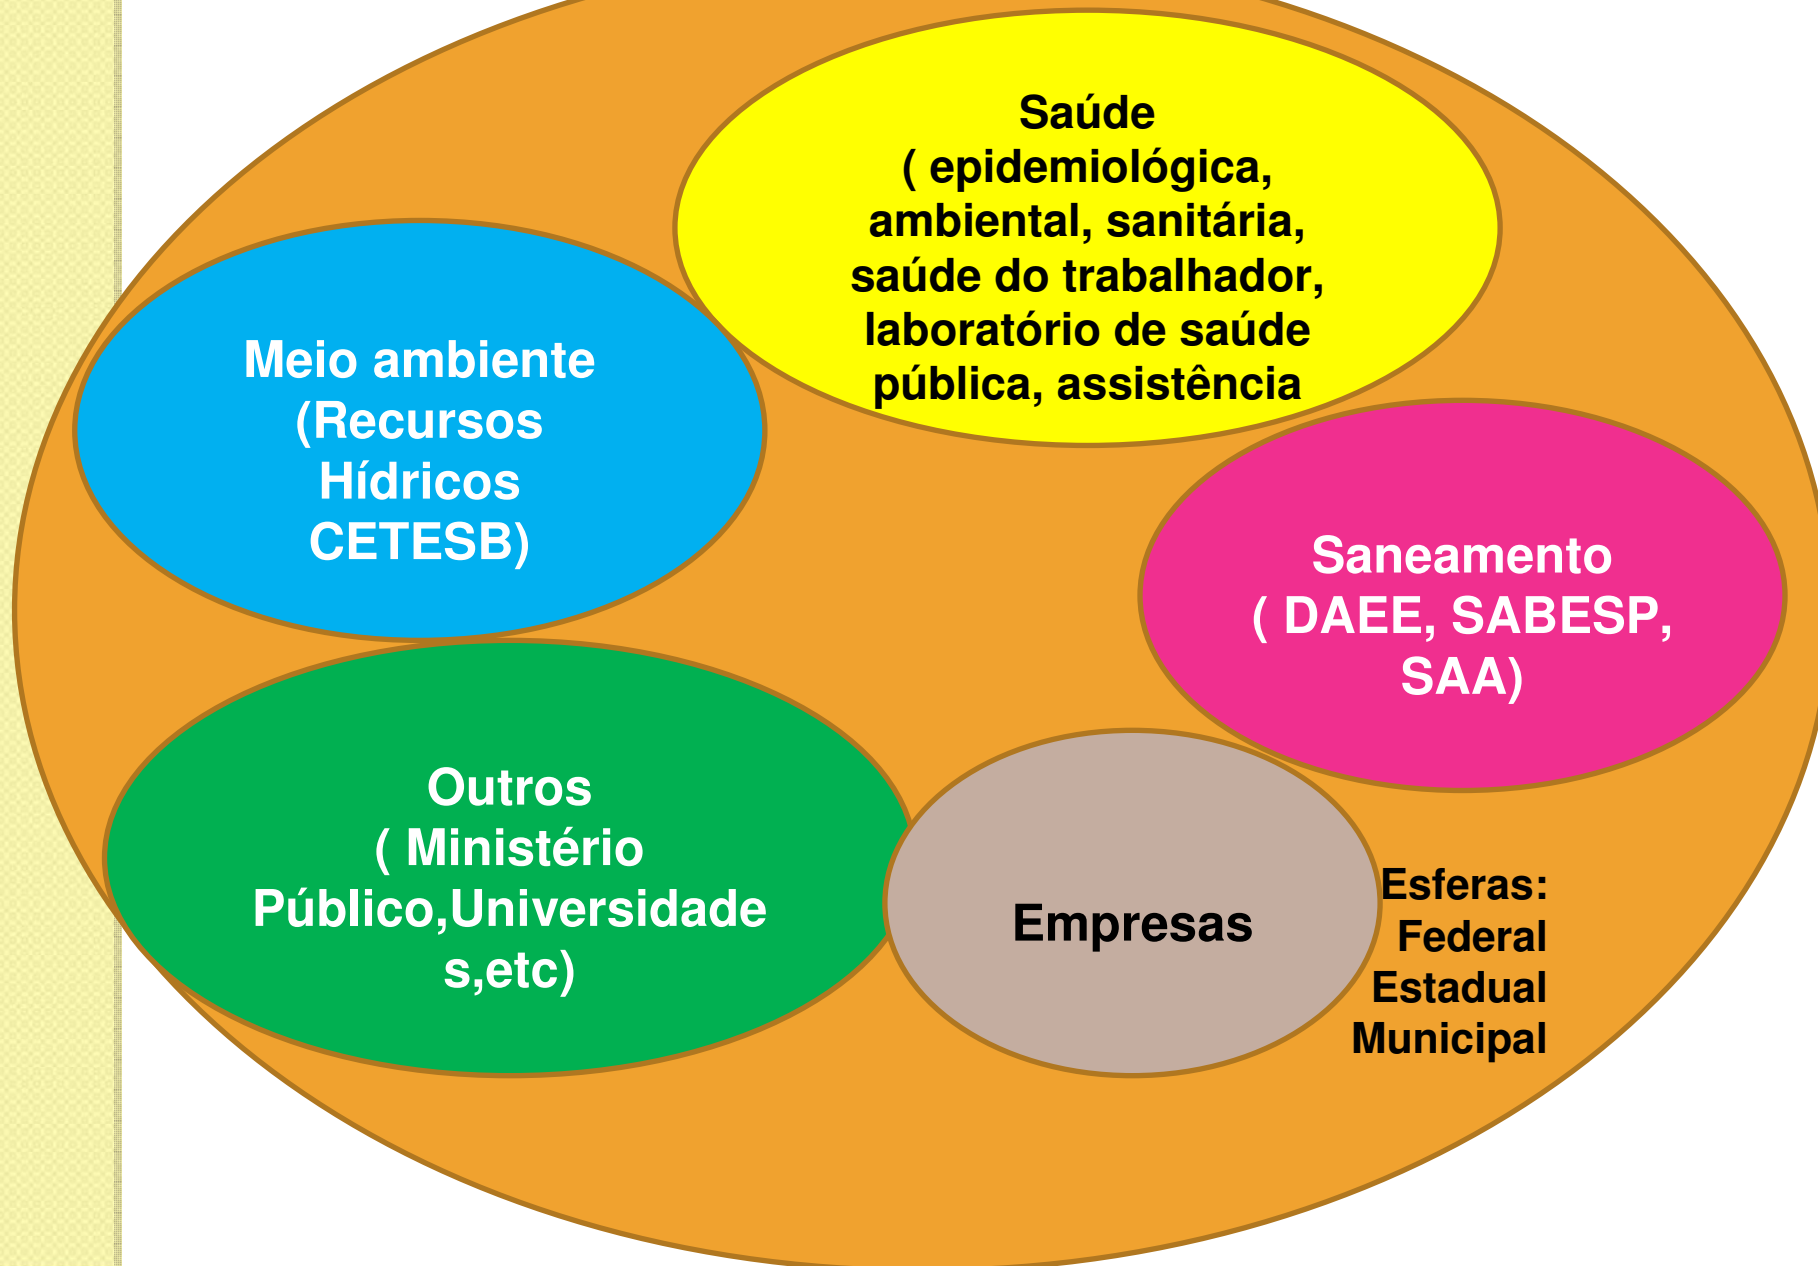 Saúde
( epidemiológica,
ambiental, sanitária,
saúde do trabalhador,
laboratório de saúde
pública, assistência
Meio ambiente
(Recursos
Hídricos
CETESB)
Saneamento
( DAEE, SABESP,
SAA)
Outros
( Ministério
Público,Universidade
s,etc)
Empresas
Esferas:
Federal
Estadual
Municipal